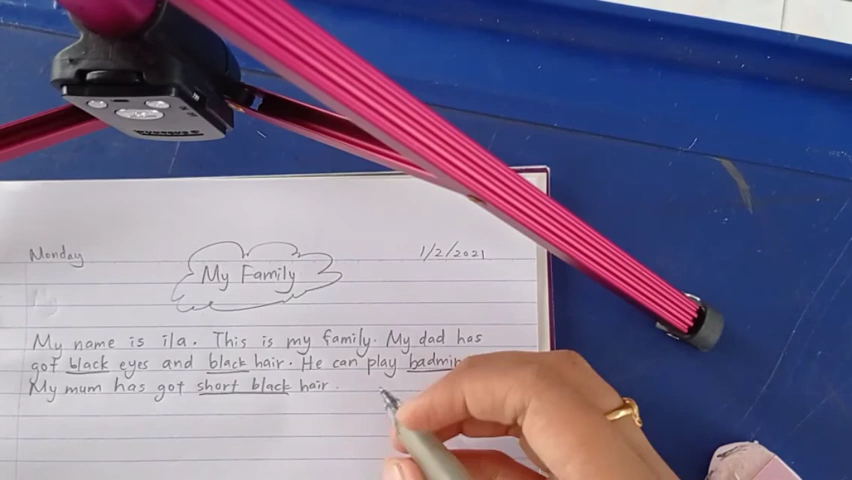 Monday
My Family
1/2/2021
My name is ila. This is my family. My dad has
got black eyes and black hair. He can play
My mum has got short black hair.